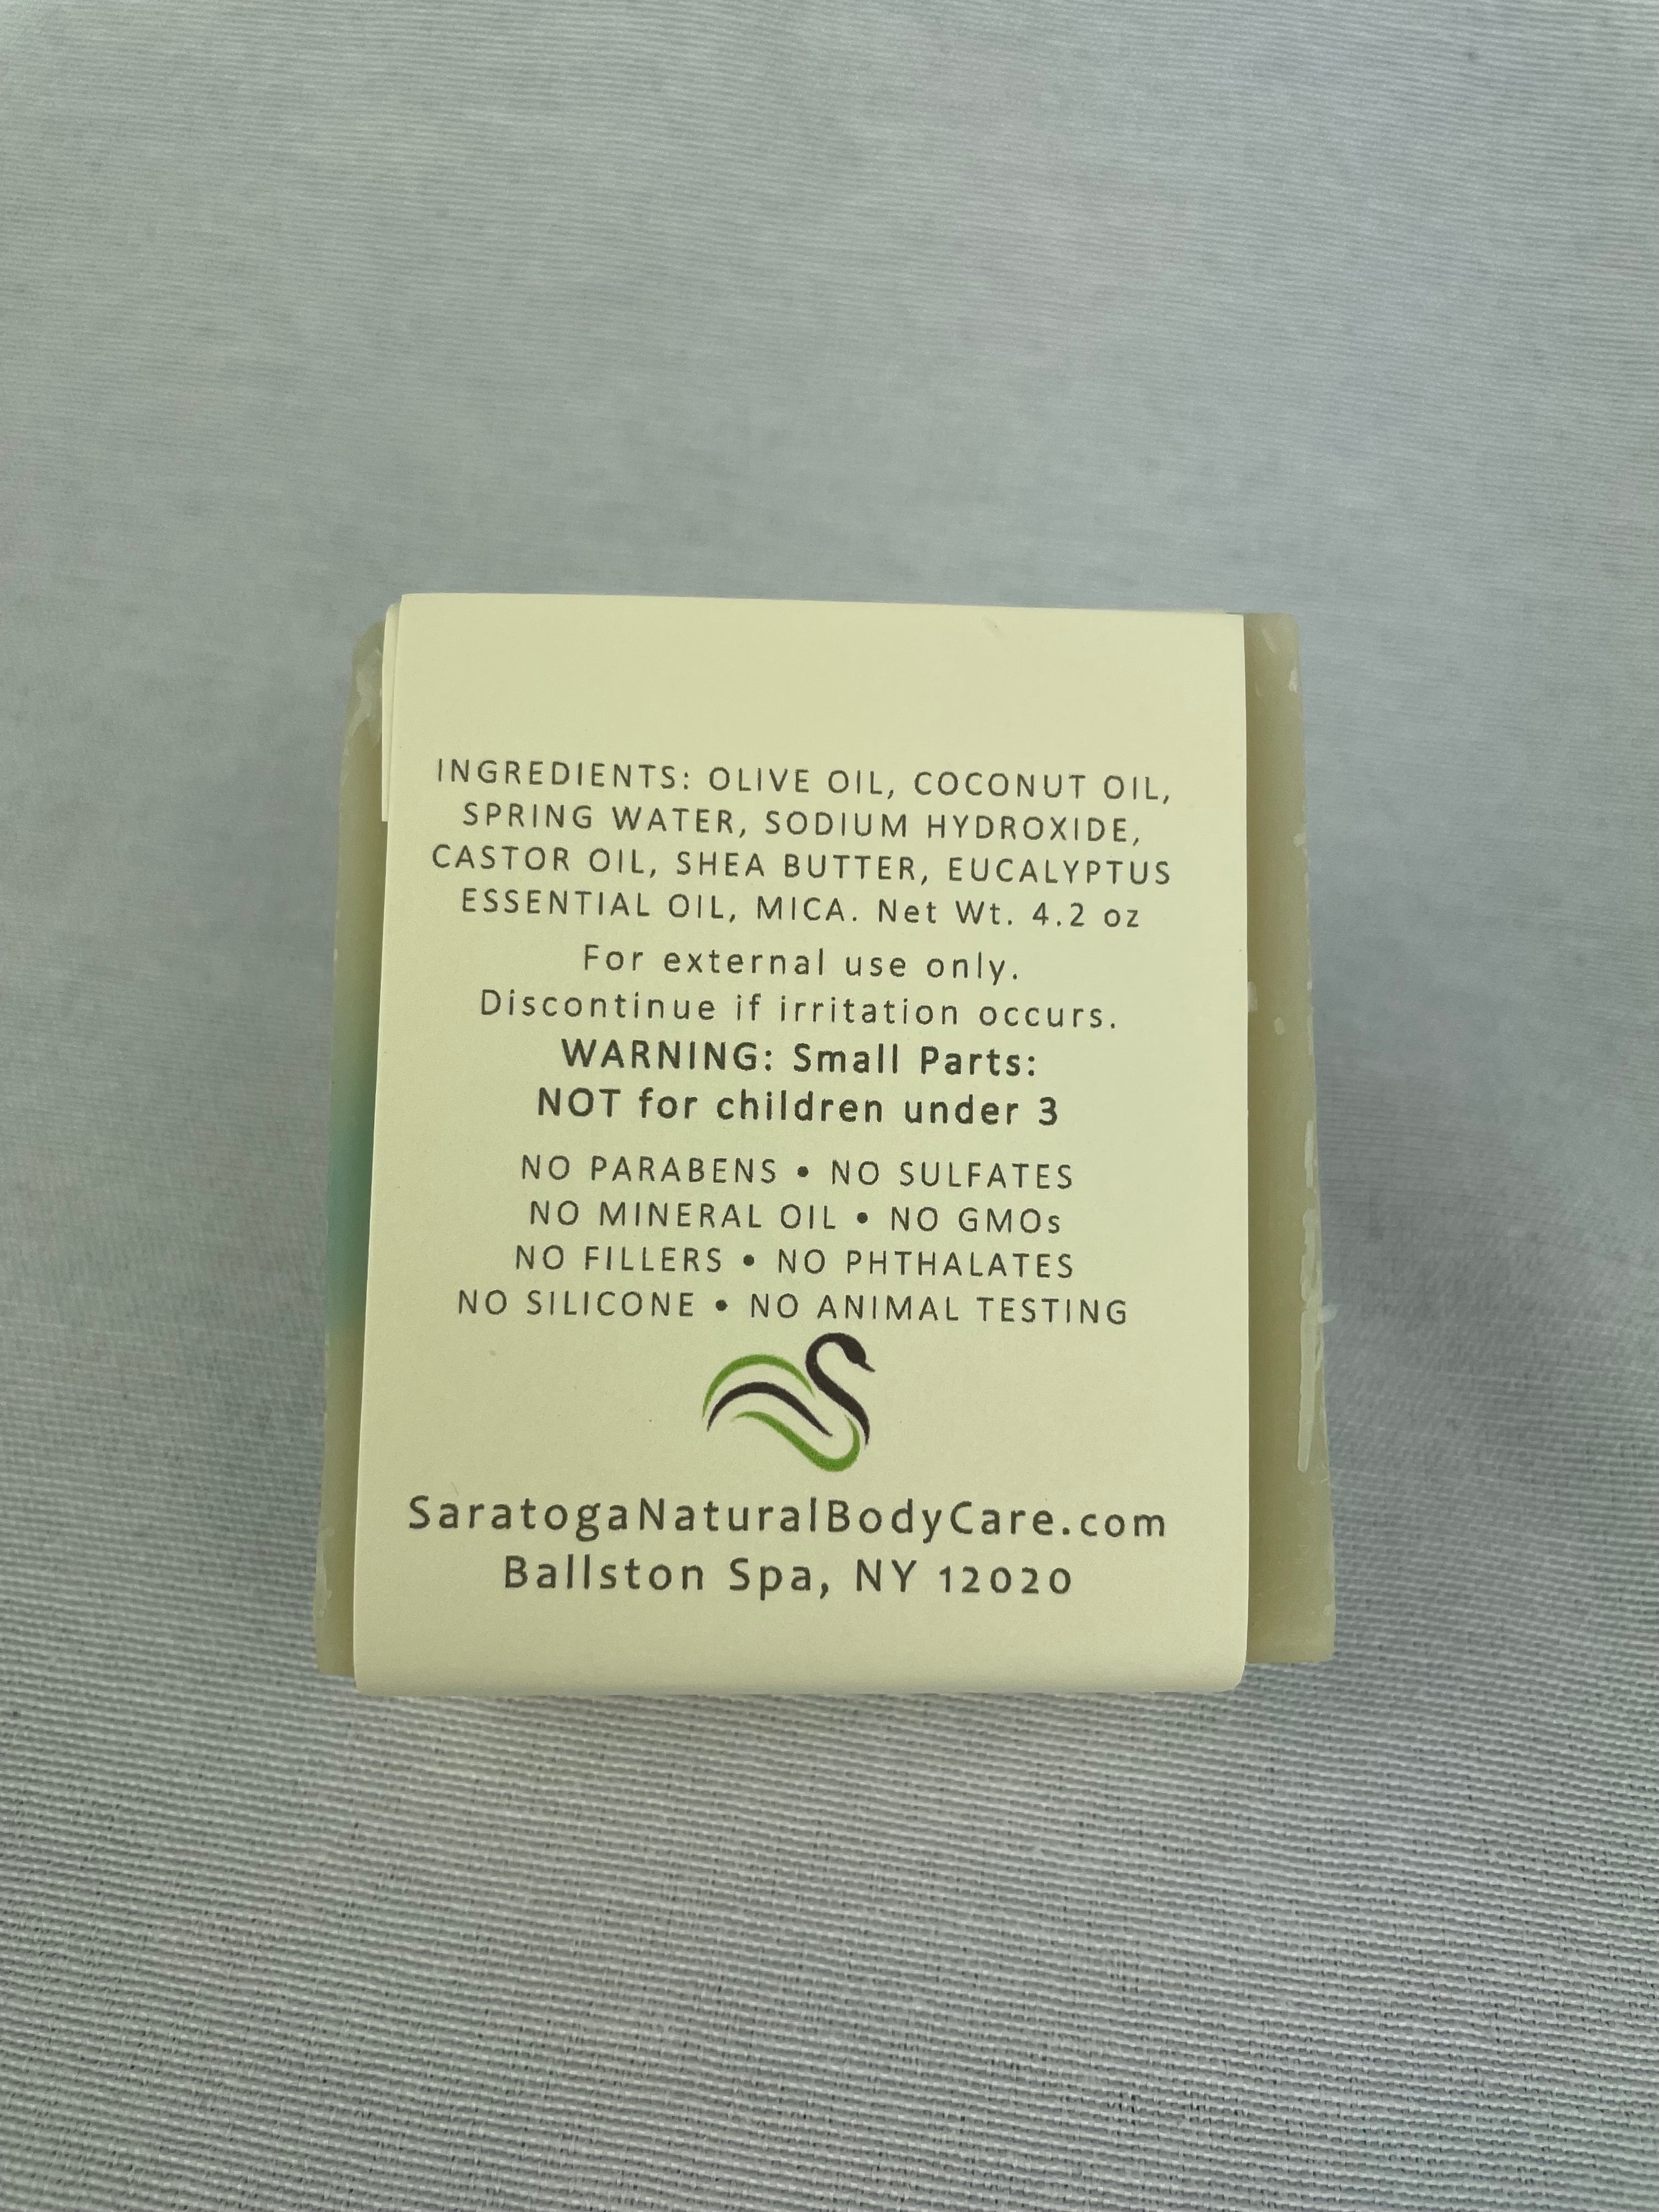 INGREDIENTS: OLIVE OIL, COCONUT OIL,
SPRING WATER, SODIUM HYDROXIDE,
CASTOR OIL, SHEA BUTTER, EUCALYPTUS
ESSENTIAL OIL, MICA. Net Wt. 4.2 oz
For external use only.
Discontinue if irritation occurs.
WARNING: Small Parts:
NOT for children under 3
NO PARABENS • NO SULFATES
NO MINERAL OIL • NO GMOs
NO FILLERS • NO PHTHALATES
NO SILICONE • NO ANIMAL TESTING
SaratogaNaturalBodyCare.com
Ballston Spa, NY 12020